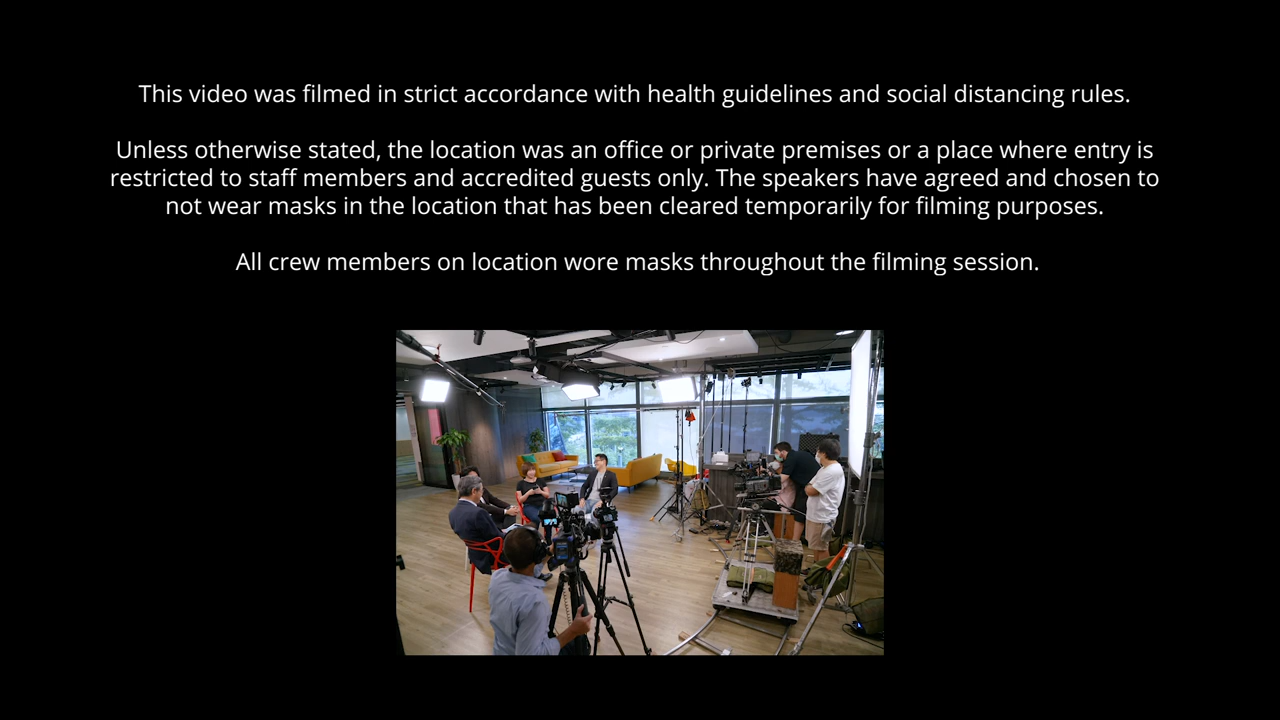 This video was filmed in strict accordance with health guidelines and social distancing rules.
Unless otherwise stated, the location was an office or private premises or a place where entry is
restricted to staff members and accredited guests only. The speakers have agreed and chosen to
not wear masks in the location that has been cleared temporarily for filming purposes.
All crew members on location wore masks throughout the filming session.